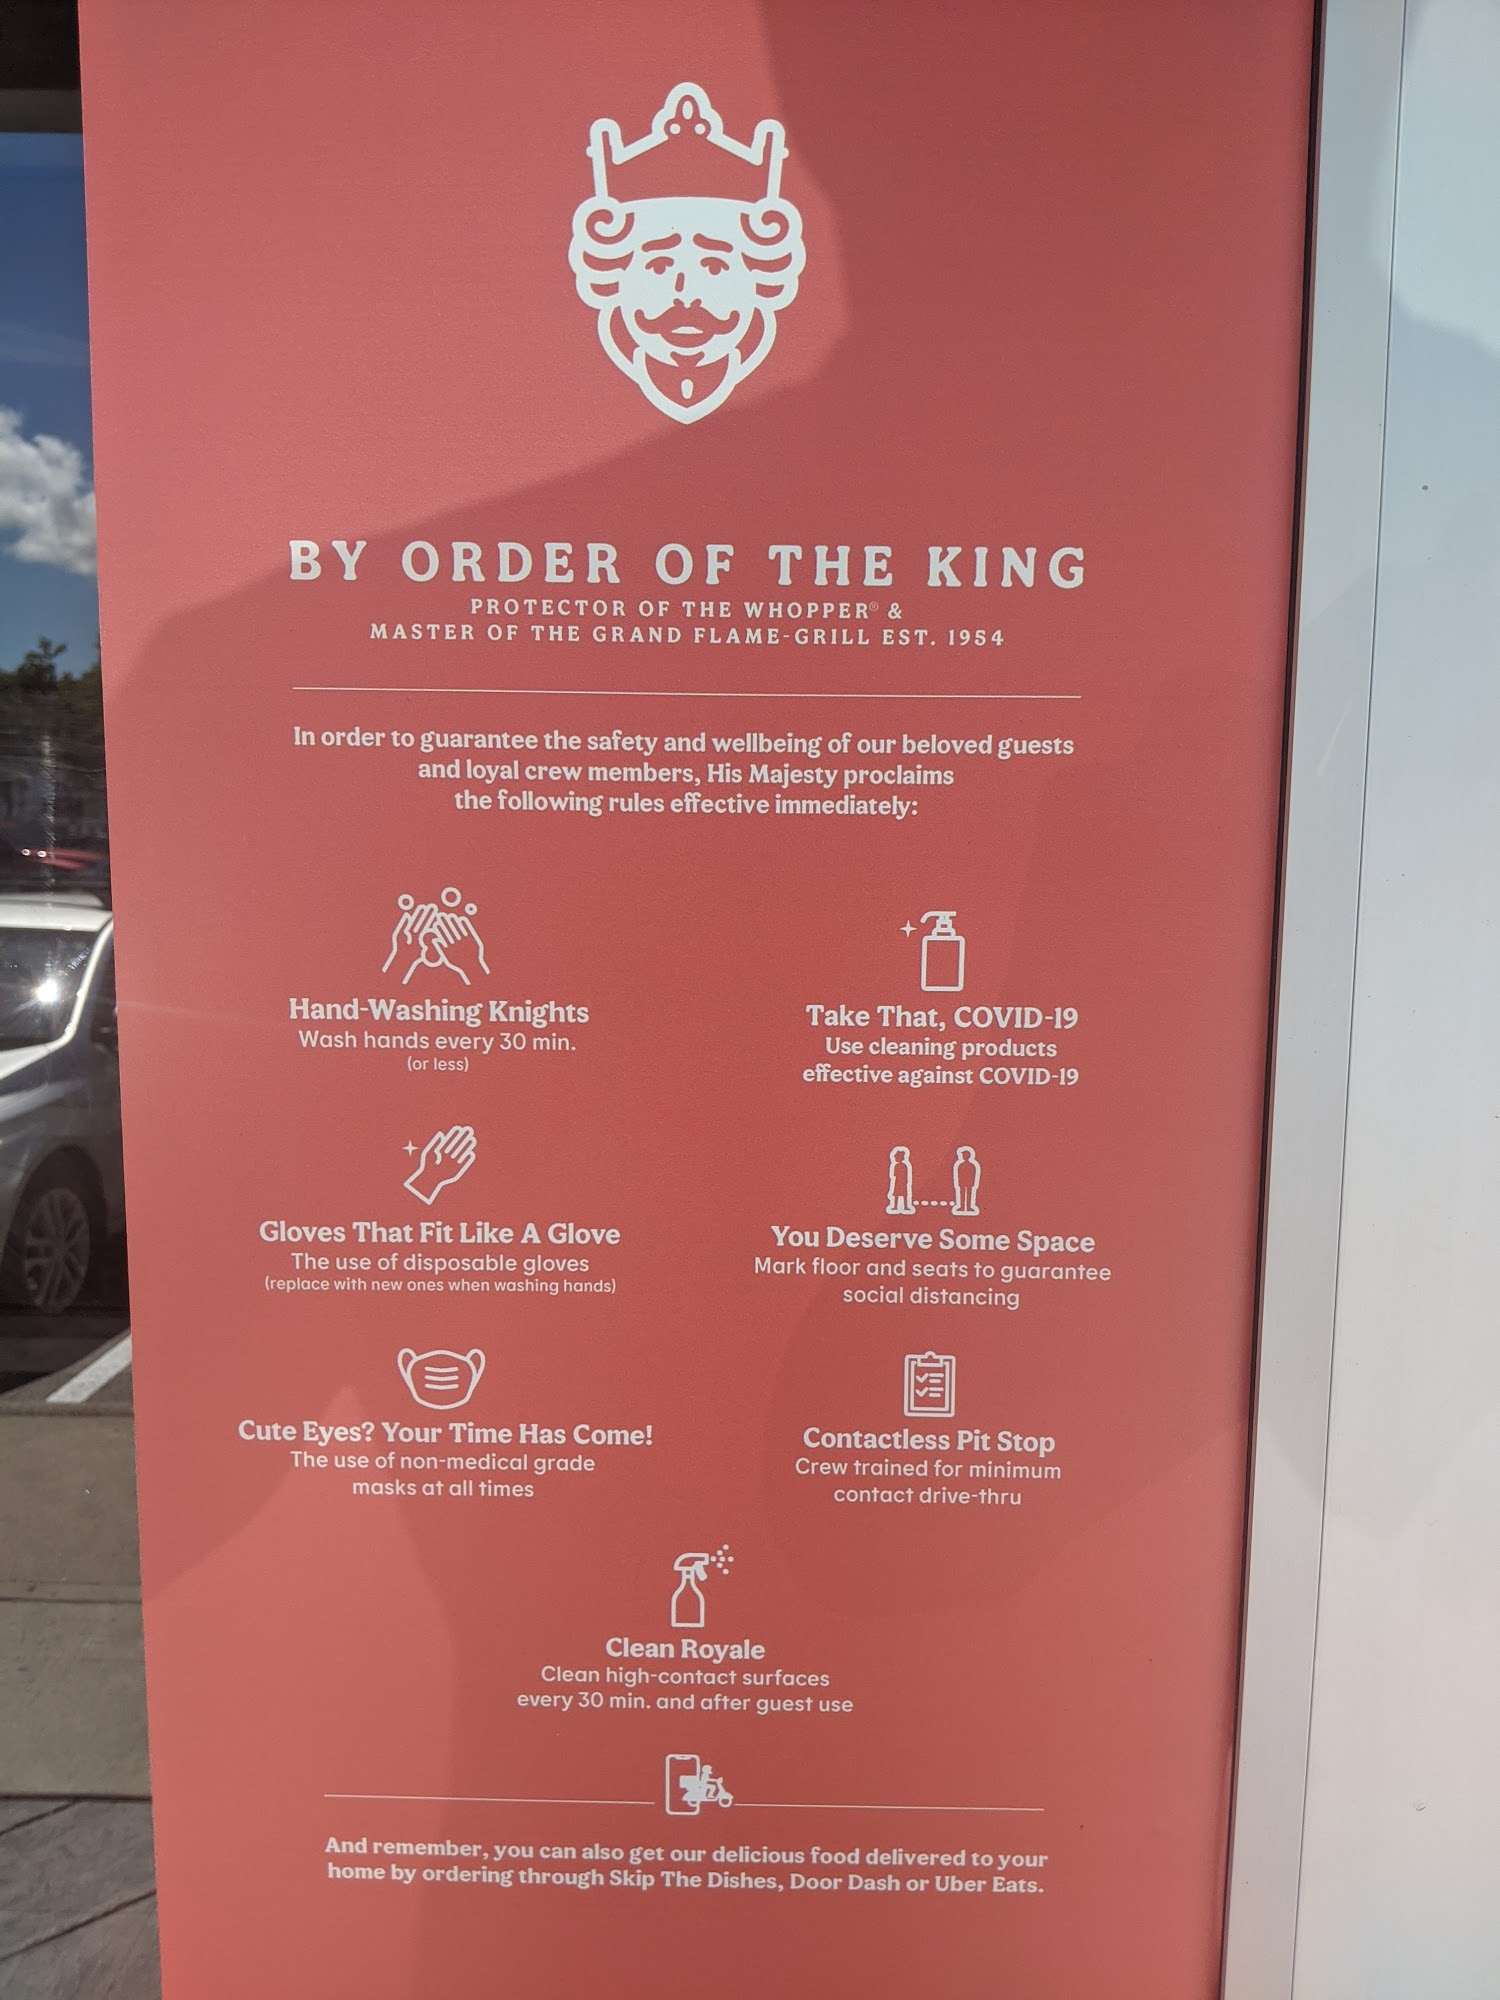 BY ORDER OF THE KING
PROTECTOR OF THE WHOPPER® &
MASTER OF THE GRAND FLAME-GRILL EST. 1954
In order to guarantee the safety and wellbeing of our beloved guests
and loyal crew members, His Majesty proclaims
the following rules effective immediately:
Hand-Washing Knights
Wash hands every 30 min.
(or less)
Take That, COVID-19
Use cleaning products
effective against COVID-19
Gloves That Fit Like A Glove
The use of disposable gloves
(replace with new ones when washing hands)
You Deserve Some Space
Mark floor and seats to guarantee
social distancing
Cute Eyes? Your Time Has Come!
The use of non-medical grade
masks at all times
Contactless Pit Stop
Crew trained for minimum
contact drive-thru
Clean Royale
Clean high-contact surfaces
every 30 min. and after guest use
And remember, you can also get our delicious food delivered to your
home by ordering through Skip The Dishes, Door Dash or Uber Eats.